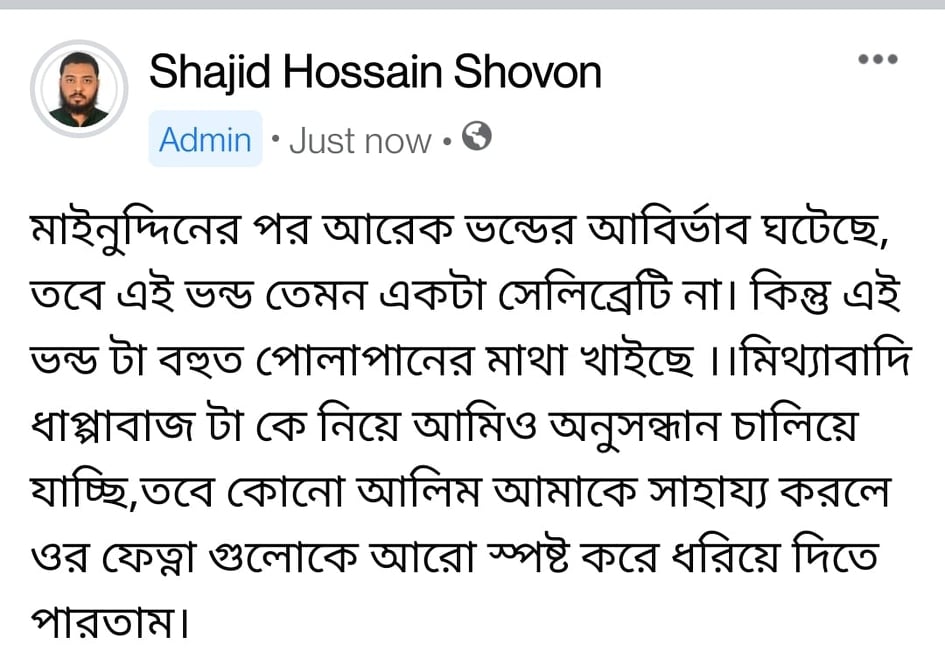 Shajid Hossain Shovon
Admin • Just now •
মাইনুদ্দিনের পর আরেক ভন্ডের আবির্ভাব ঘটেছে,
তবে এই ভন্ড তেমন একটা সেলিব্রেটি না। কিন্তু এই
ভন্ড টা বহুত পোলাপানের মাথা খাইছে ।।মিথ্যাবাদি
ধাপ্পাবাজ টা কে নিয়ে আমিও অনুসন্ধান চালিয়ে
যাচ্ছি,তবে কোনো আলিম আমাকে সাহায্য করলে
ওর ফেত্না গুলোকে আরো স্পষ্ট করে ধরিয়ে দিতে
পারতাম।